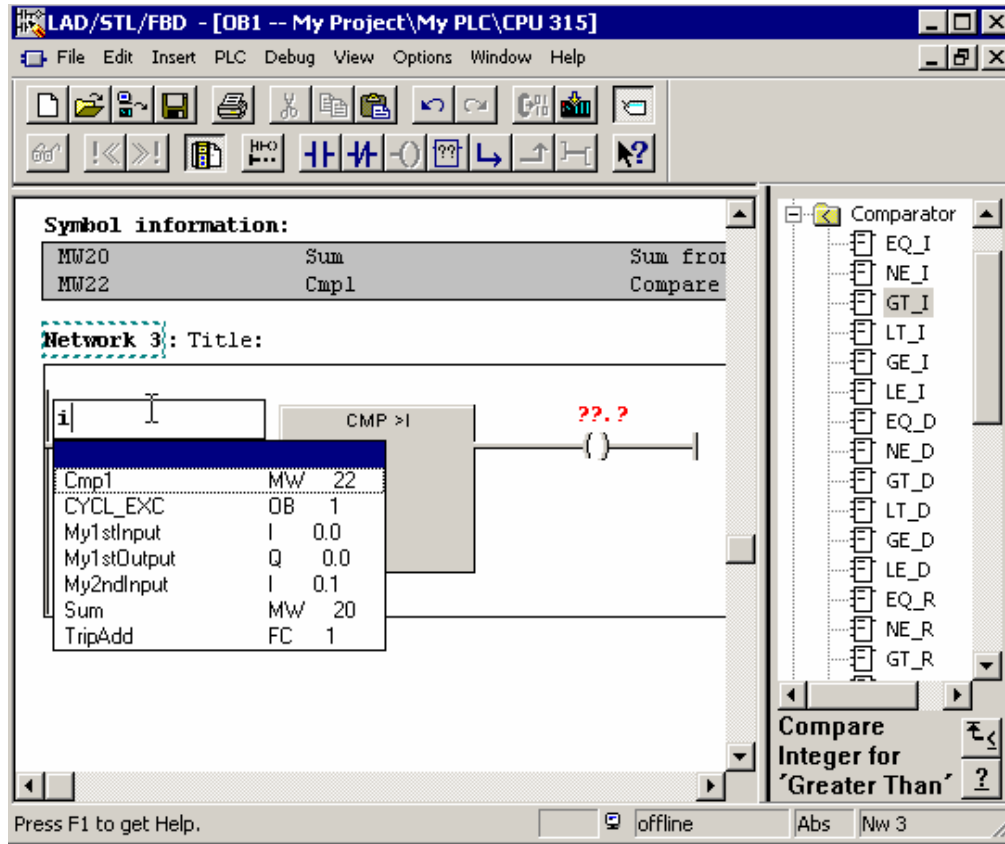 LAD/STL/FBD - [OB1 -- My Project\My PLC\CPU 315]
File Edit Insert PLC Debug View Options Window Help
!<< >>! ?? ?
Symbol information:
MW20 Sum Sum from
MW22 Cmp1 Compare
Network 3: Title:
i
CMP >I
??.?
Cmp1 MW 22
CYCL_EXC OB 1
My1stInput I 0.0
My1stOutput Q 0.0
My2ndInput I 0.1
Sum MW 20
TripAdd FC 1
Comparator
EQ_I
NE_I
GT_I
LT_I
GE_I
LE_I
EQ_D
NE_D
GT_D
LT_D
GE_D
LE_D
EQ_R
NE_R
GT_R
Compare
Integer for
'Greater Than'
?
Press F1 to get Help.
offline
Abs
Nw 3